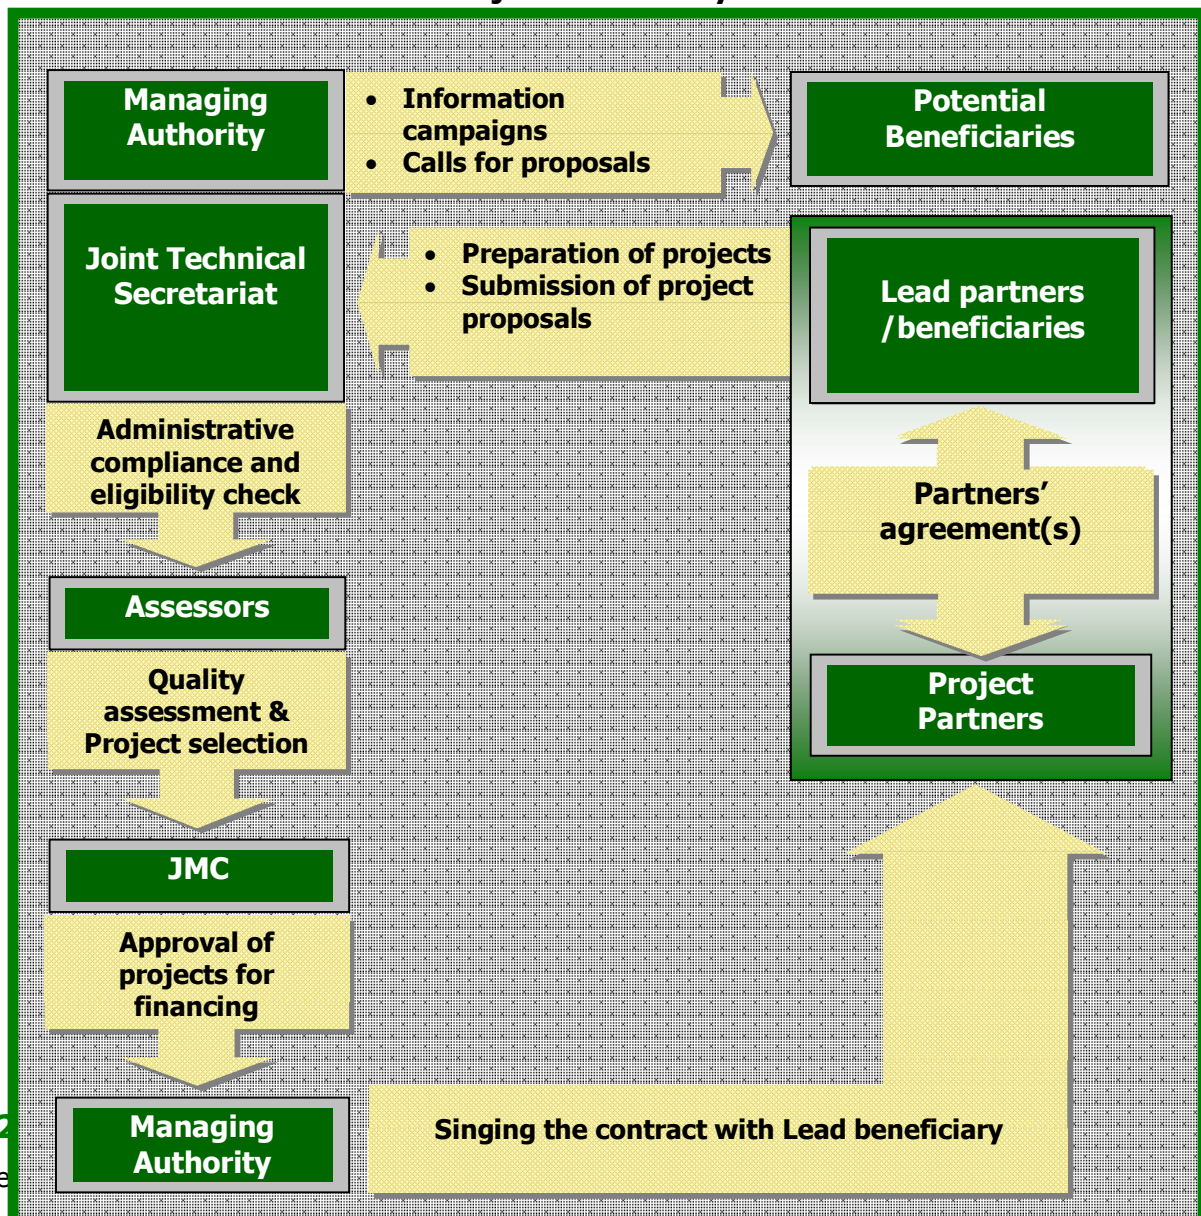 Managing
Authority
• Information
campaigns
• Calls for proposals
Potential
Beneficiaries
Joint Technical
Secretariat
• Preparation of projects
• Submission of project
proposals
Lead partners
/beneficiaries
Administrative
compliance and
eligibility check
Partners’
agreement(s)
Assessors
Quality
assessment &
Project selection
Project
Partners
JMC
Approval of
projects for
financing
Managing
Authority
Singing the contract with Lead beneficiary
2
e